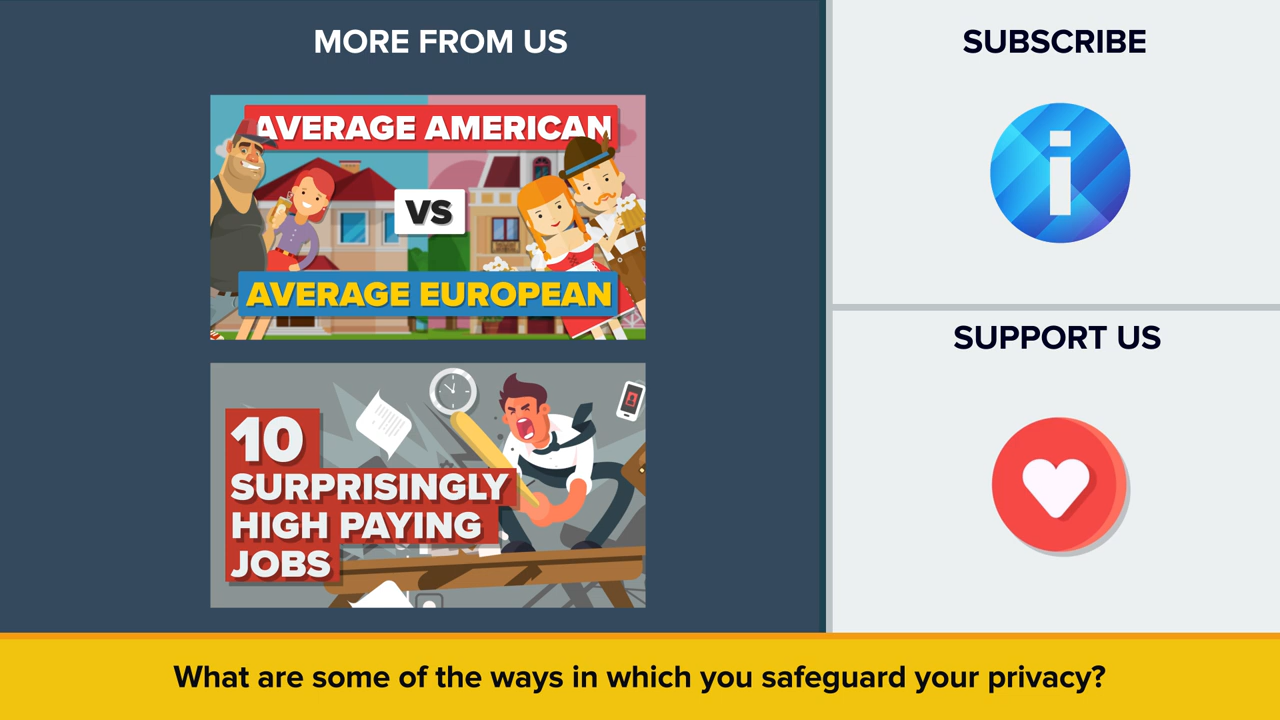 MORE FROM US
AVERAGE AMERICAN
VS
AVERAGE EUROPEAN
10
SURPRISINGLY
HIGH PAYING
JOBS
SUBSCRIBE
i
SUPPORT US
What are some of the ways in which you safeguard your privacy?